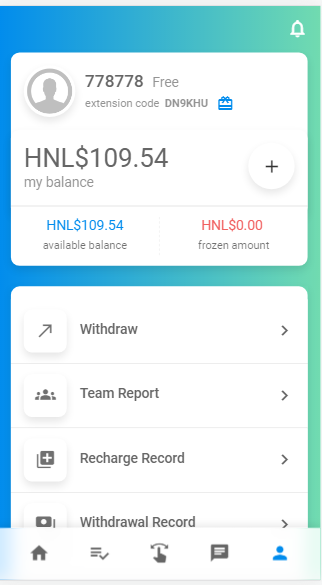 778778 Free
extension code DN9KHU
HNL$109.54
my balance
HNL$109.54 HNL$0.00
available balance frozen amount
Withdraw
Team Report
Recharge Record
Withdrawal Record